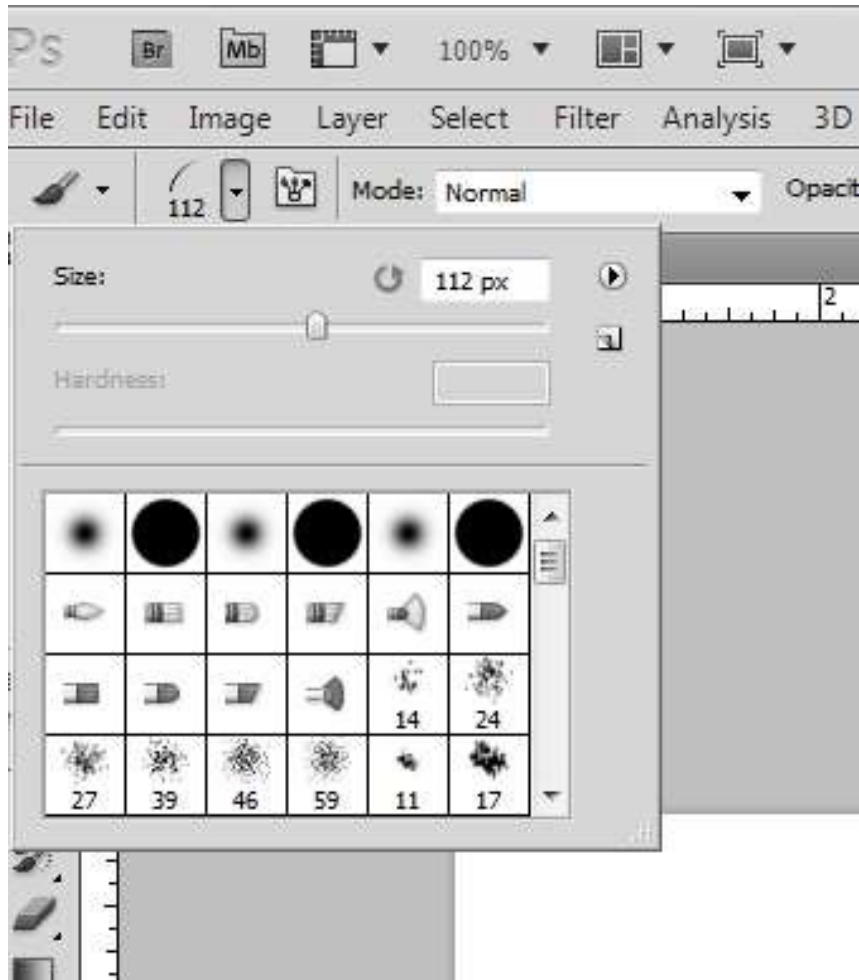 Ps Br Mb 100%
File Edit Image Layer Select Filter Analysis 3D
112 Mode: Normal Opacit
Size: 112 px
2
Hardness:
14 24
27 39 46 59 11 17